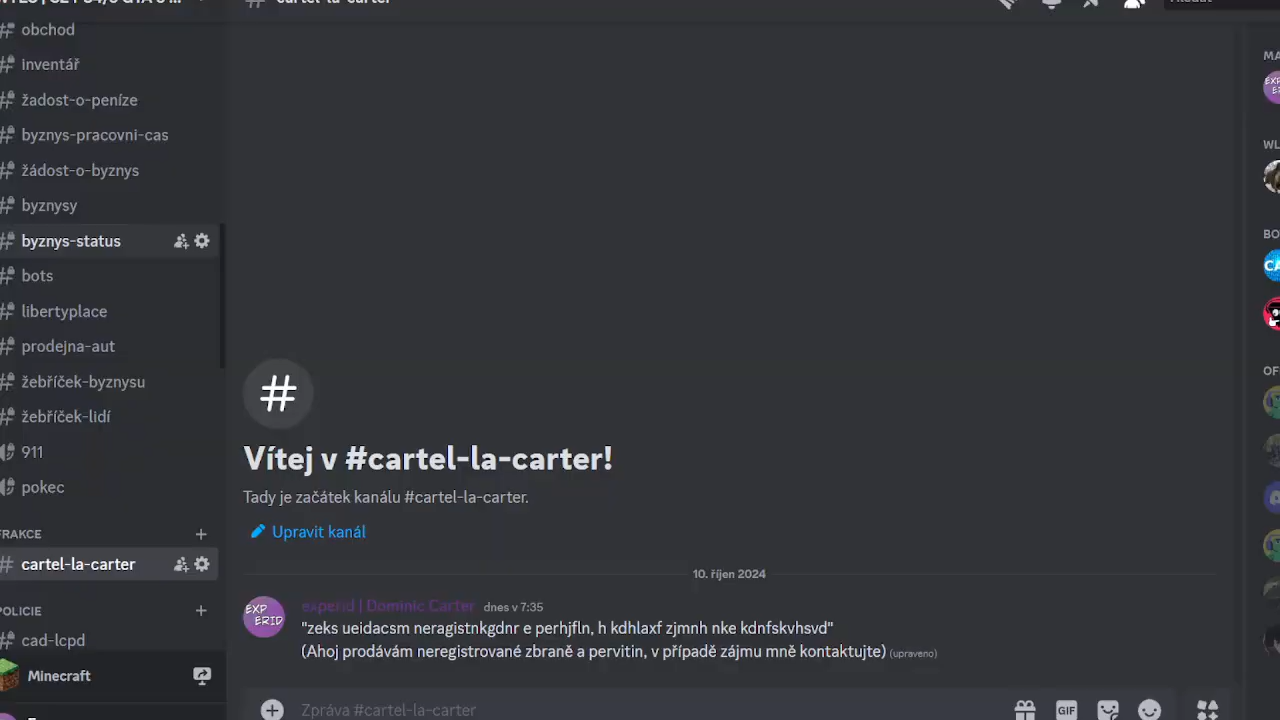 cartel-la-carter
obchod
inventář
žadost-o-peníze
byznys-pracovni-cas
žádost-o-byznys
byznysy
byznys-status
bots
libertyplace
prodejna-aut
žebříček-byznysu
žebříček-lidí
911
pokec
FRAKCE
cartel-la-carter
POLICIE
cad-lcpd
Minecraft
Vítej v #cartel-la-carter!
Tady je začátek kanálu #cartel-la-carter.
Upravit kanál
10. říjen 2024
EXP ERID
experid | Dominic Carter dnes v 7:35
"zeks ueidacsm neragistnkgdnr e perhjfln, h kdhlaxf zjmnh nke kdnfskvhsvd"
(Ahoj prodávám neregistrované zbraně a pervitin, v případě zájmu mně kontaktujte) (upraveno)
Zpráva #cartel-la-carter
GIF